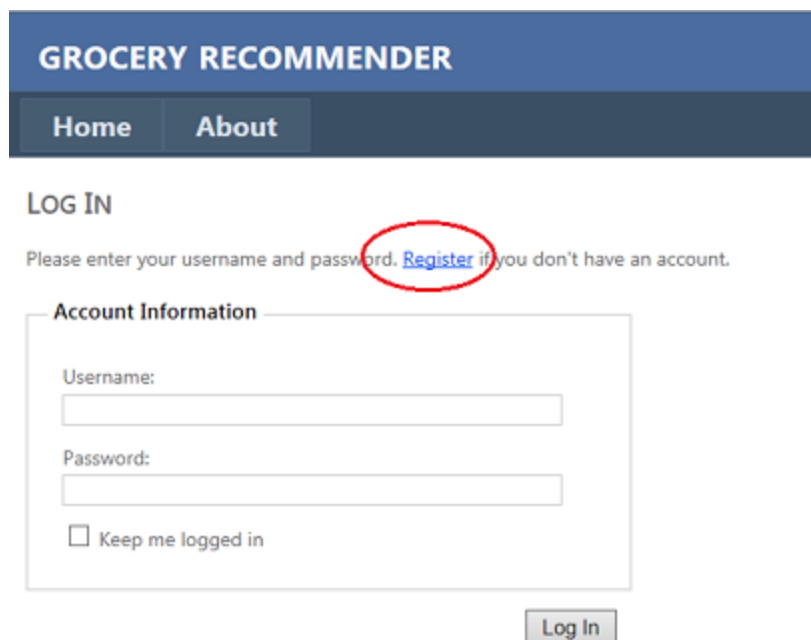 GROCERY RECOMMENDER
Home About
LOG IN
Please enter your username and password. Register if you don't have an account.
Account Information
Username:
Password:
Keep me logged in
Log In